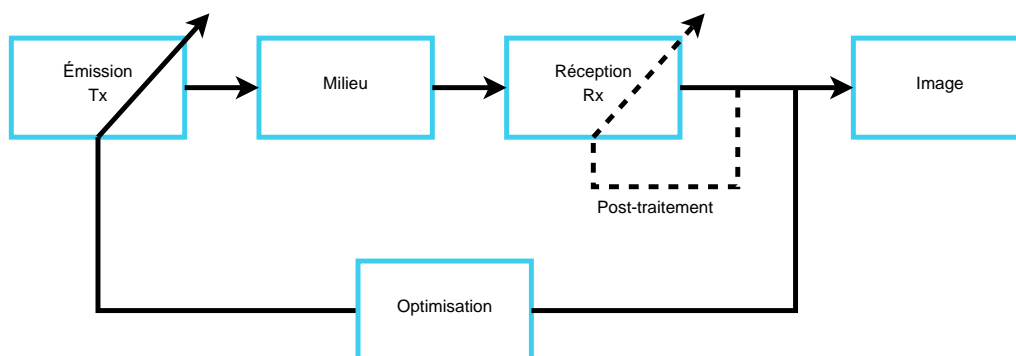 Émission
Tx
Milieu
Réception
Rx
Image
Post-traitement
Optimisation